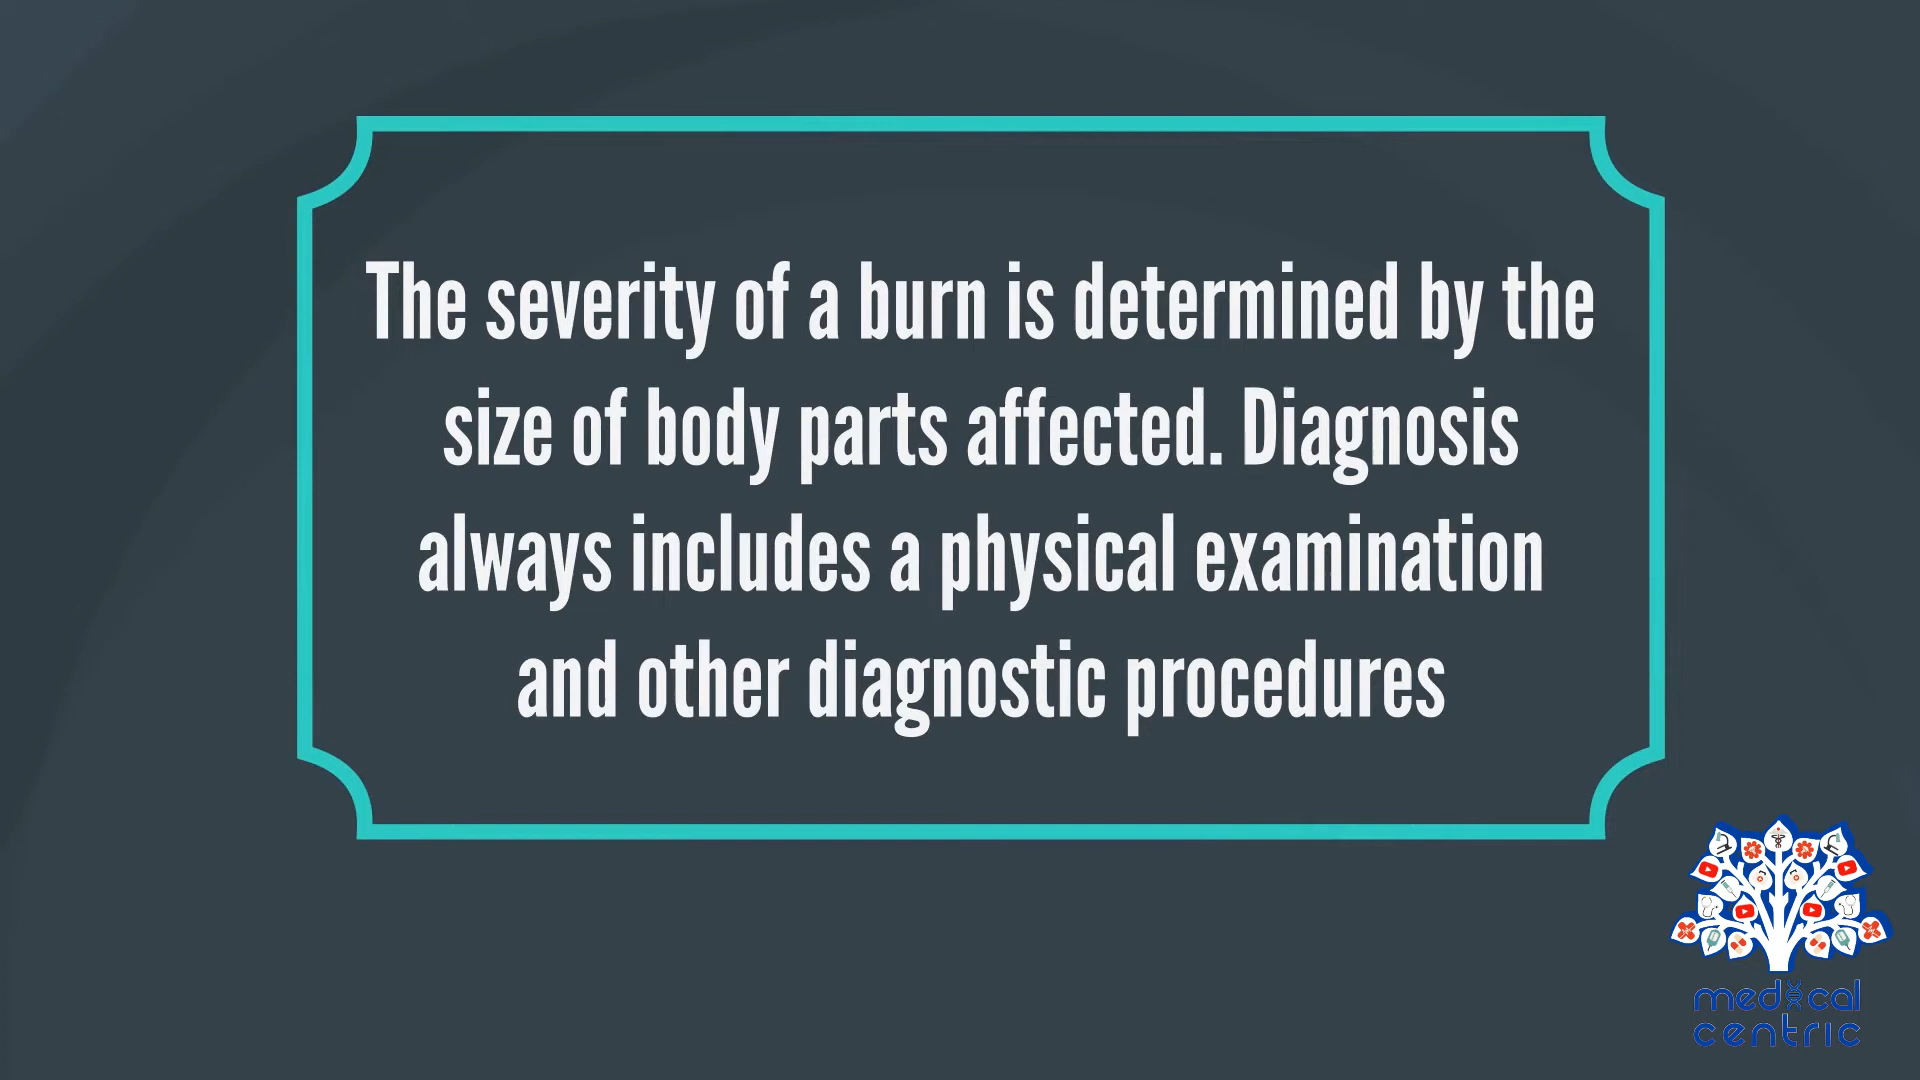 The severity of a burn is determined by the
size of body parts affected. Diagnosis
always includes a physical examination
and other diagnostic procedures
medical
centric